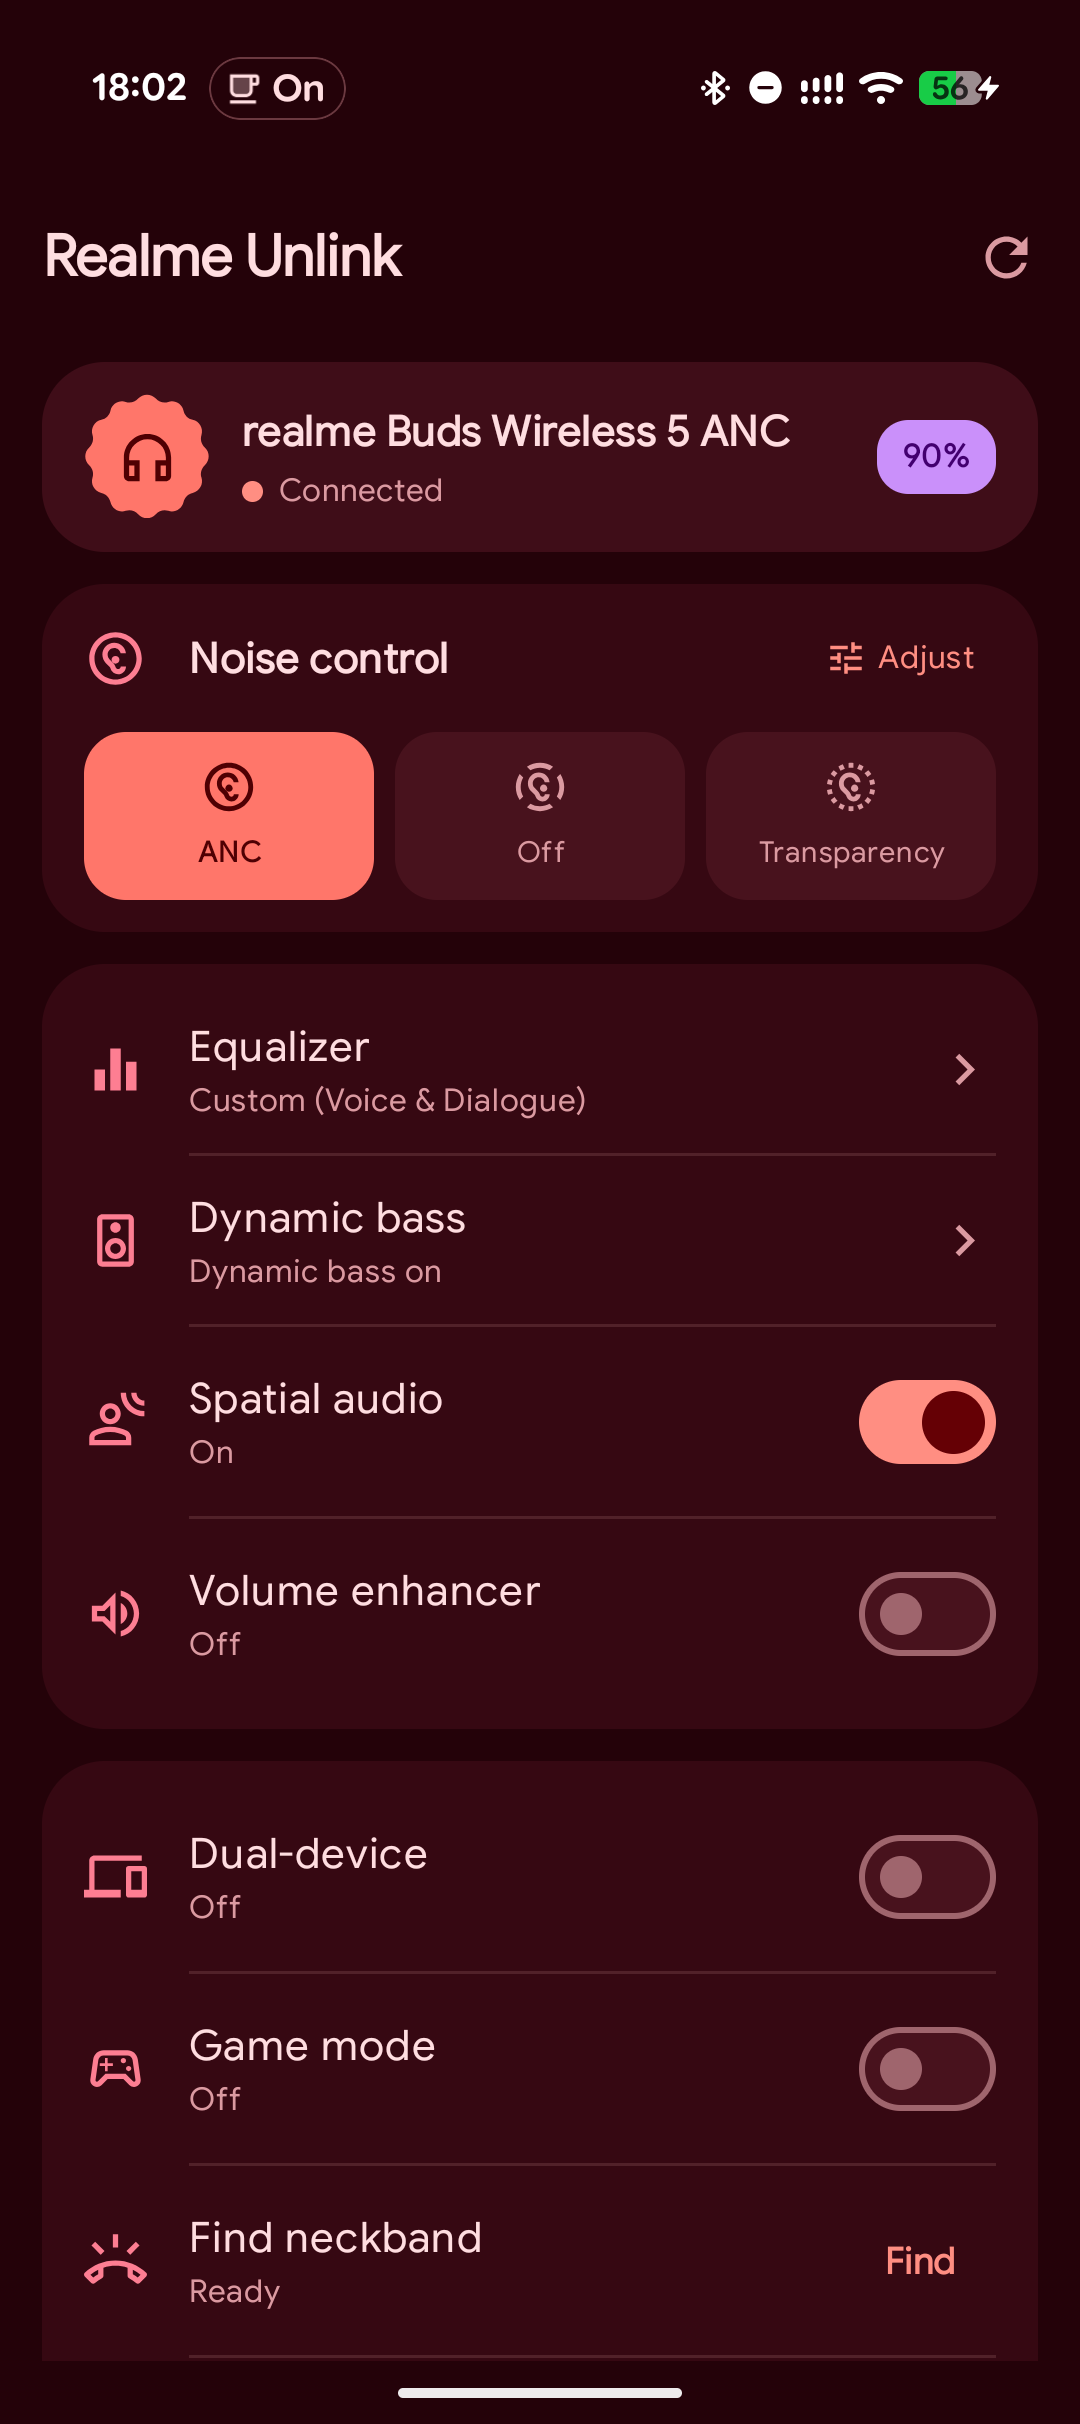 18:02 On 56
Realme Unlink
realme Buds Wireless 5 ANC
Connected
90%
Noise control
Adjust
ANC
Off
Transparency
Equalizer
Custom (Voice & Dialogue)
Dynamic bass
Dynamic bass on
Spatial audio
On
Volume enhancer
Off
Dual-device
Off
Game mode
Off
Find neckband
Ready
Find